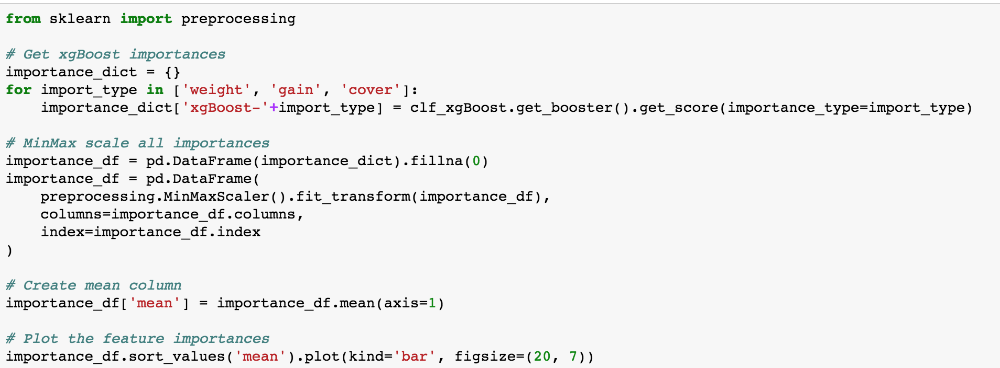 from sklearn import preprocessing

# Get xgBoost importances
importance_dict = {}
for import_type in ['weight', 'gain', 'cover']:
    importance_dict['xgBoost-'+import_type] = clf_xgBoost.get_booster().get_score(importance_type=import_type)

# MinMax scale all importances
importance_df = pd.DataFrame(importance_dict).fillna(0)
importance_df = pd.DataFrame(
    preprocessing.MinMaxScaler().fit_transform(importance_df),
    columns=importance_df.columns,
    index=importance_df.index
)

# Create mean column
importance_df['mean'] = importance_df.mean(axis=1)

# Plot the feature importances
importance_df.sort_values('mean').plot(kind='bar', figsize=(20, 7))